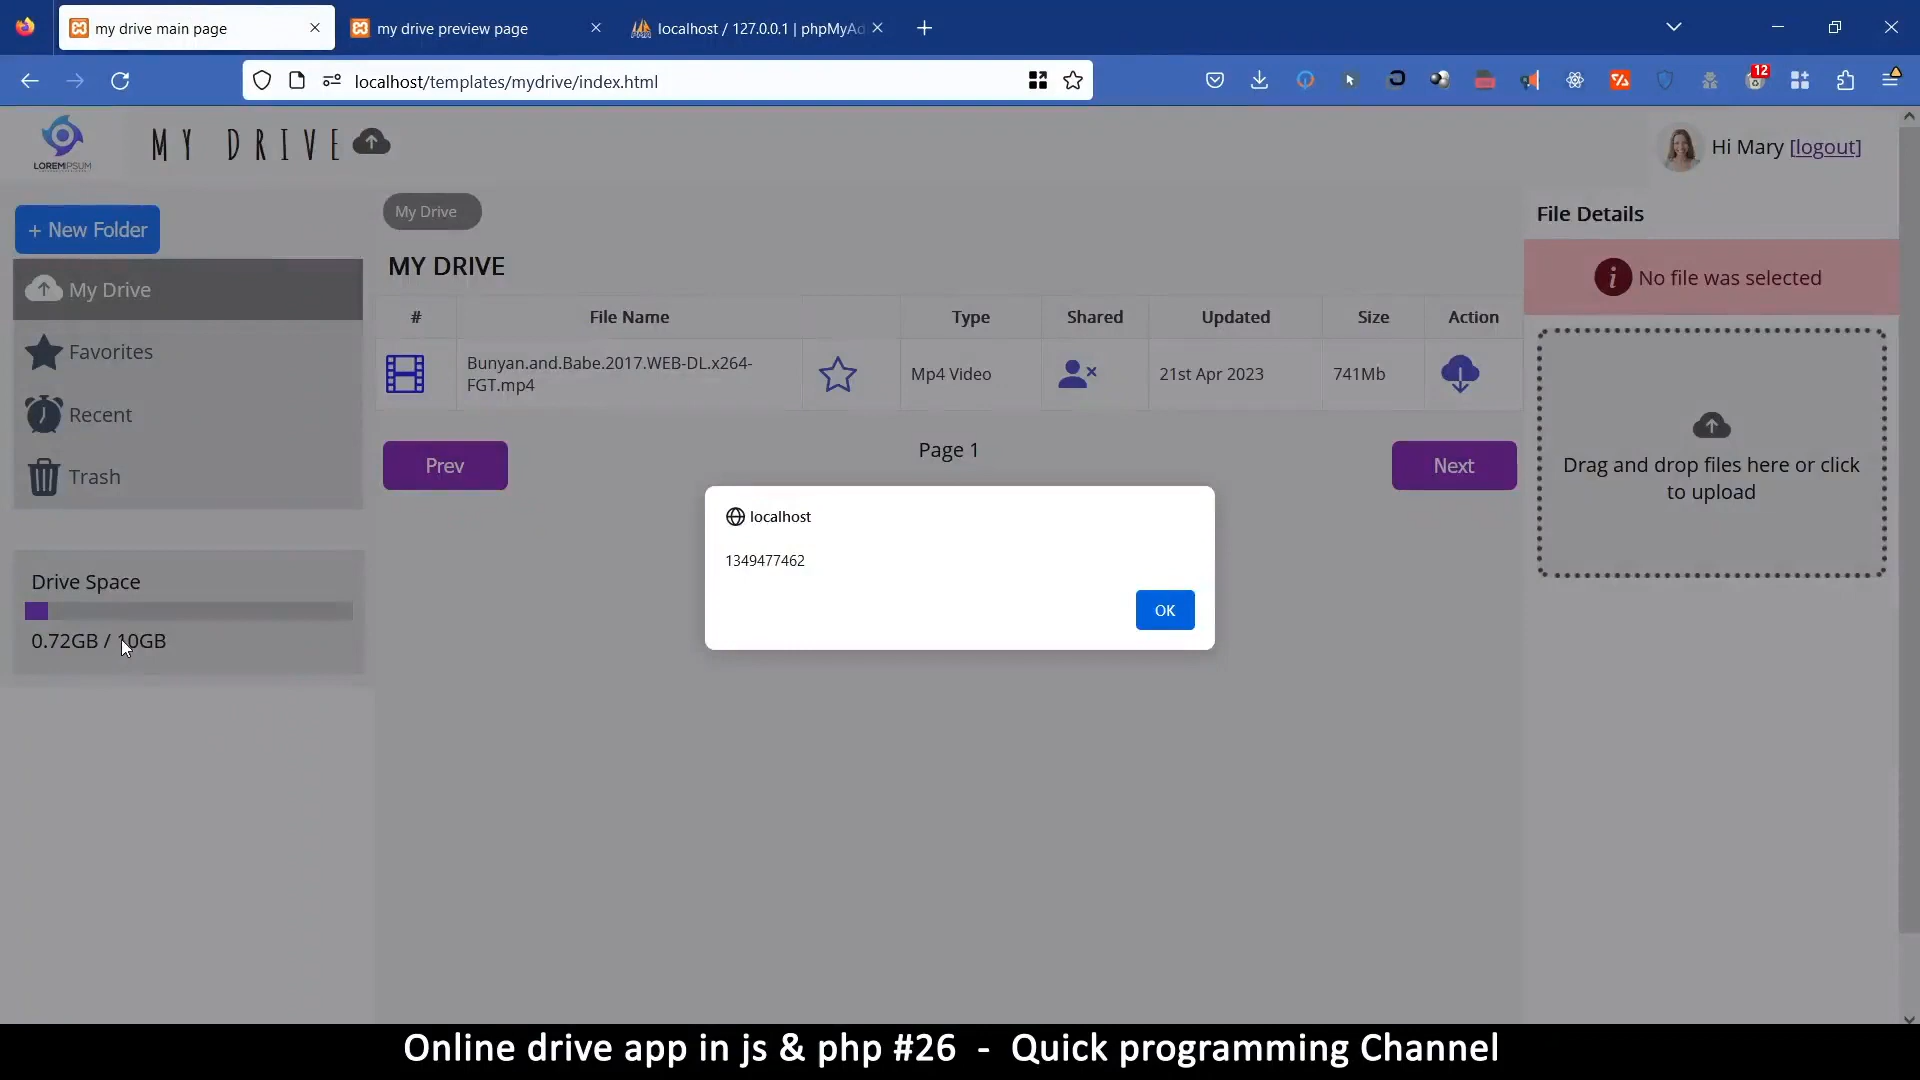 my drive main page
my drive preview page
localhost / 127.0.0.1 | phpMyAd
localhost/templates/mydrive/index.html
12
LOREMIPSUM
MY DRIVE
Hi Mary [logout]
+ New Folder
My Drive
Favorites
Recent
Trash
Drive Space
0.72GB / 10GB
My Drive
MY DRIVE
# File Name Type Shared Updated Size Action
Bunyan.and.Babe.2017.WEB-DL.x264-
FGT.mp4
Mp4 Video 21st Apr 2023 741Mb
Prev Page 1 Next
localhost
1349477462
OK
File Details
No file was selected
Drag and drop files here or click
to upload
Online drive app in js & php #26 - Quick programming Channel